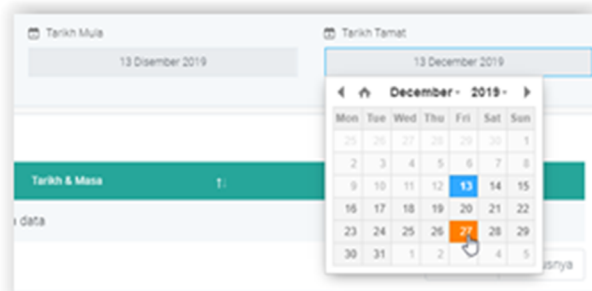 Tarikh Mula
Tarikh Tamat
13 Disember 2019
13 December 2019
December 2019
Mon Tue Wed Thu Fri Sat Sun
25 26 27 28 29 30 1
2 3 4 5 6 7 8
9 10 11 12 13 14 15
16 17 18 19 20 21 22
23 24 25 26 27 28 29
30 31 1 2 4 5
Tarikh & Masa
data
usnya